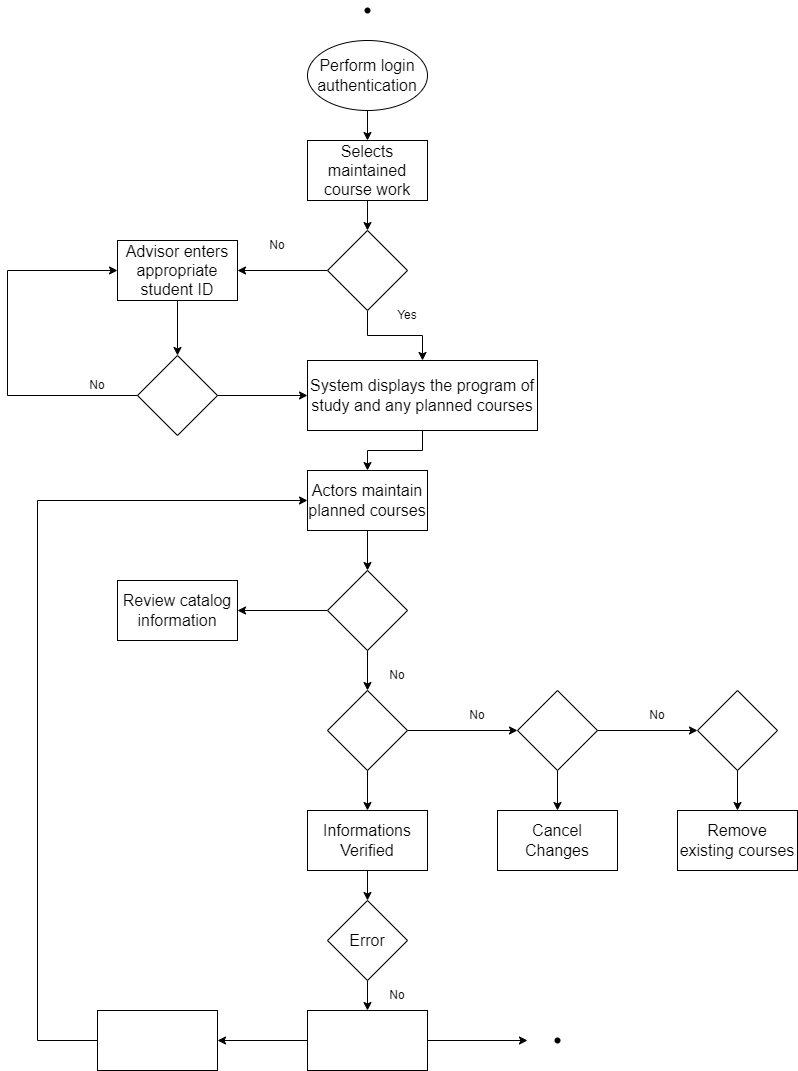 Perform login
authentication
Selects
maintained
course work
No
Advisor enters
appropriate
student ID
Yes
System displays the program of
study and any planned courses
No
Actors maintain
planned courses
Review catalog
information
No
No
No
Informations
Verified
Cancel
Changes
Remove
existing courses
Error
No